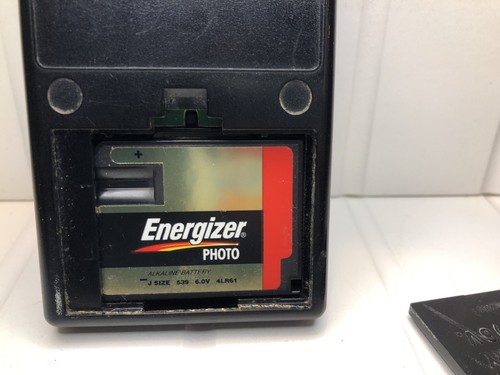 +
Energizer®
PHOTO
ALKALINE BATTERY
— J SIZE 539 6.0V 4LR61